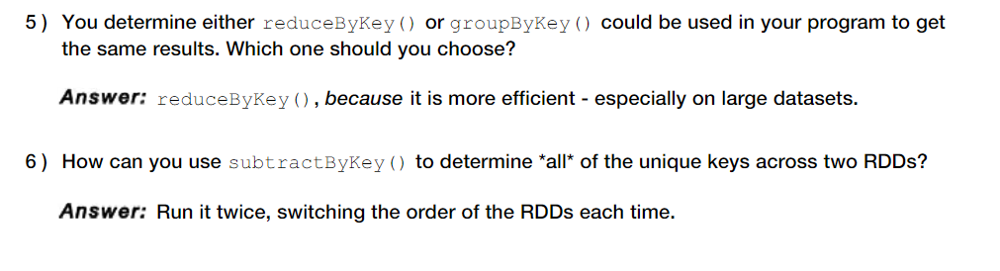 5) You determine either reduceByKey() or groupByKey() could be used in your program to get
the same results. Which one should you choose?
Answer: reduceByKey(), because it is more efficient - especially on large datasets.
6) How can you use subtractByKey() to determine *all* of the unique keys across two RDDs?
Answer: Run it twice, switching the order of the RDDs each time.